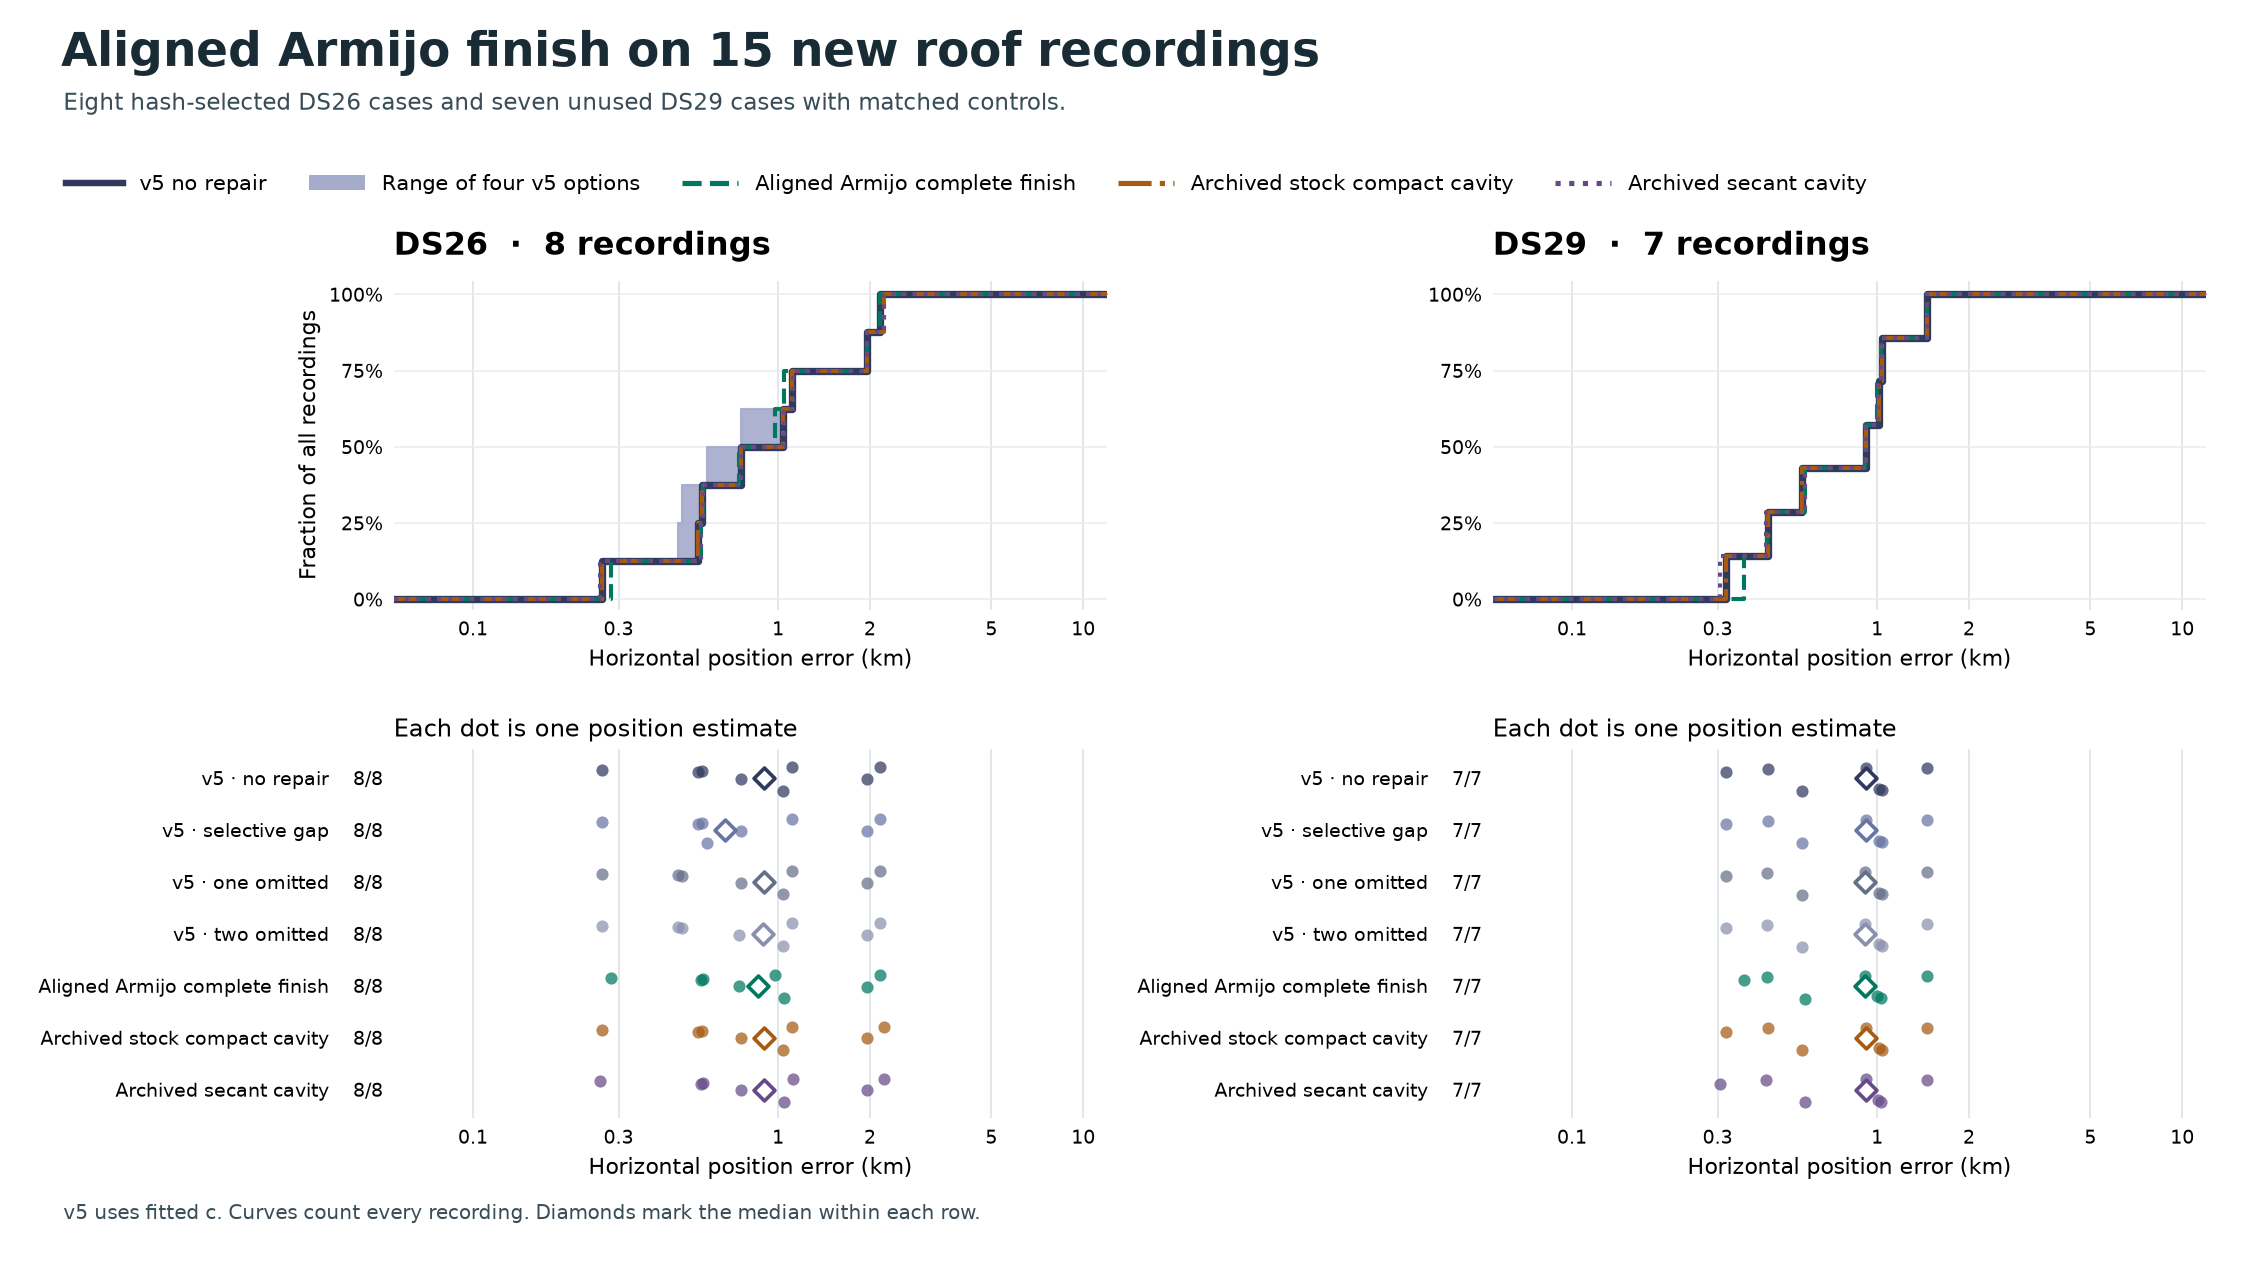 Aligned Armijo finish on 15 new roof recordings
Eight hash-selected DS26 cases and seven unused DS29 cases with matched controls.
v5 no repair   Range of four v5 options   Aligned Armijo complete finish   Archived stock compact cavity   Archived secant cavity
DS26 · 8 recordings
Fraction of all recordings
100%
75%
50%
25%
0%
0.1 0.3 1 2 5 10
Horizontal position error (km)
DS29 · 7 recordings
100%
75%
50%
25%
0%
0.1 0.3 1 2 5 10
Horizontal position error (km)
Each dot is one position estimate
v5 · no repair 8/8
v5 · selective gap 8/8
v5 · one omitted 8/8
v5 · two omitted 8/8
Aligned Armijo complete finish 8/8
Archived stock compact cavity 8/8
Archived secant cavity 8/8
0.1 0.3 1 2 5 10
Horizontal position error (km)
Each dot is one position estimate
v5 · no repair 7/7
v5 · selective gap 7/7
v5 · one omitted 7/7
v5 · two omitted 7/7
Aligned Armijo complete finish 7/7
Archived stock compact cavity 7/7
Archived secant cavity 7/7
0.1 0.3 1 2 5 10
Horizontal position error (km)
v5 uses fitted c. Curves count every recording. Diamonds mark the median within each row.